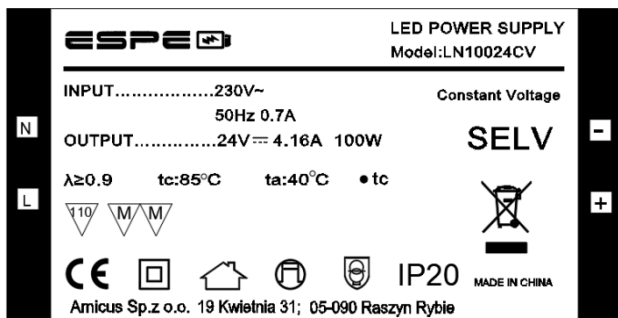 ESPE
LED POWER SUPPLY
Model:LN10024CV
INPUT..................230V~
50Hz 0.7A
Constant Voltage
N
OUTPUT...............24V⎓ 4.16A 100W
SELV
-
λ≥0.9 tc:85°C ta:40°C • tc
L
+
110 M M
CE IP20 MADE IN CHINA
Amicus Sp.z o.o. 19 Kwietnia 31; 05-090 Raszyn Rybie